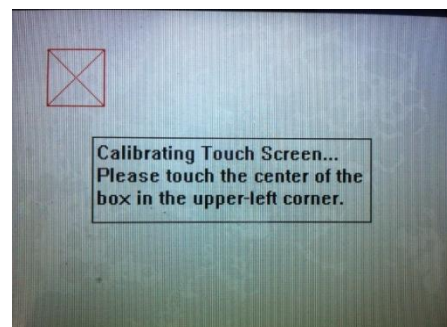 Calibrating Touch Screen...
Please touch the center of the
box in the upper-left corner.